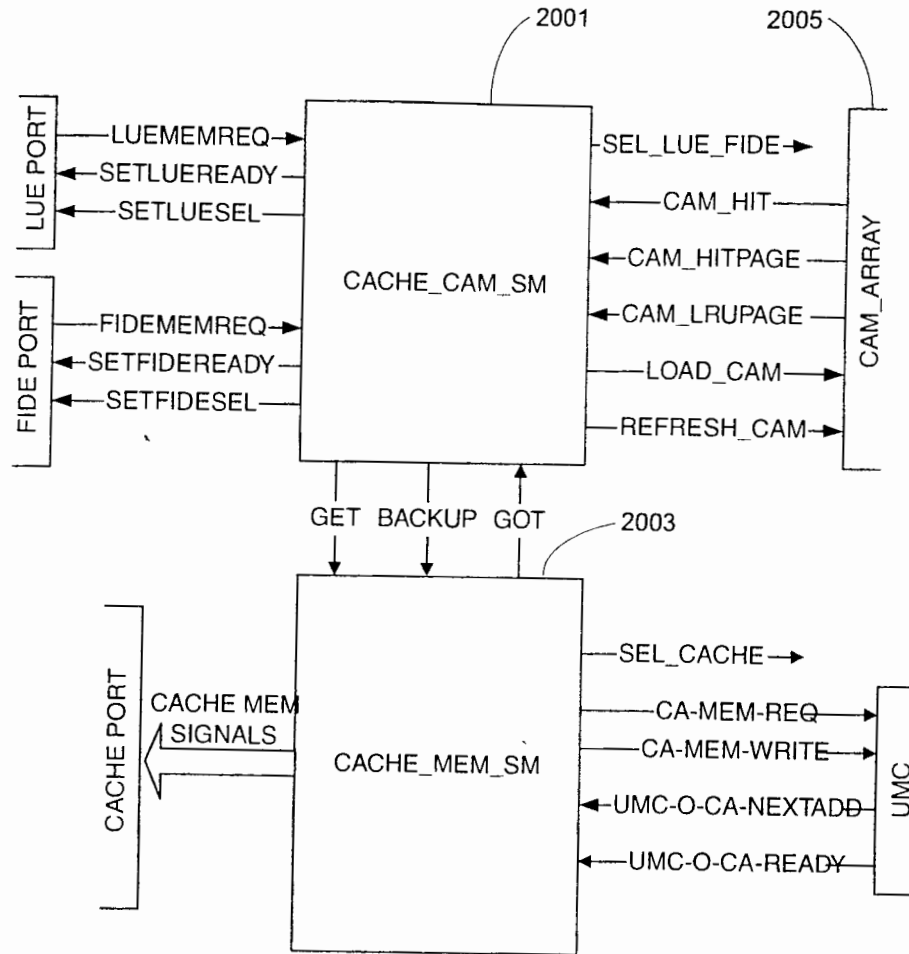 2001
2005
LUE PORT
LUEMEMREQ
SETLUEREADY
SETLUESEL
FIDE PORT
FIDEMEMREQ
SETFIDEREADY
SETFIDESEL
CACHE_CAM_SM
SEL_LUE_FIDE
CAM_HIT
CAM_HITPAGE
CAM_LRUPAGE
LOAD_CAM
REFRESH_CAM
CAM_ARRAY
GET
BACKUP
GOT
2003
CACHE PORT
CACHE MEM
SIGNALS
CACHE_MEM_SM
SEL_CACHE
CA-MEM-REQ
CA-MEM-WRITE
UMC-O-CA-NEXTADD
UMC-O-CA-READY
UMC